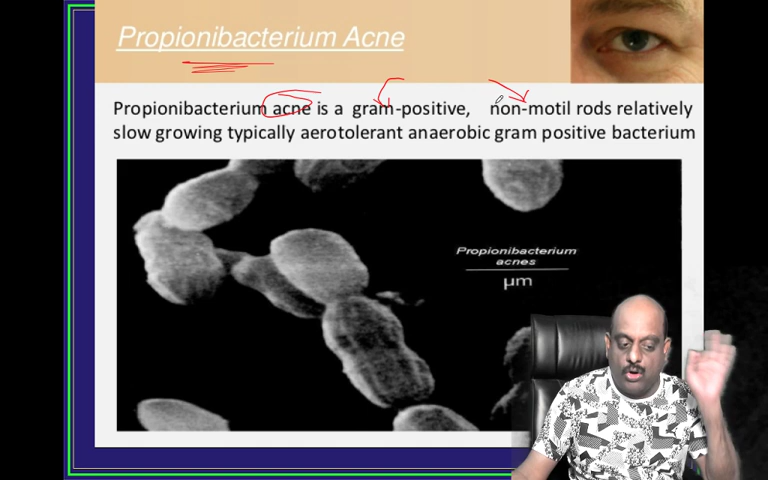 Propionibacterium Acne
Propionibacterium acne is a gram-positive, non-motil rods relatively
slow growing typically aerotolerant anaerobic gram positive bacterium
Propionibacterium
acnes
µm